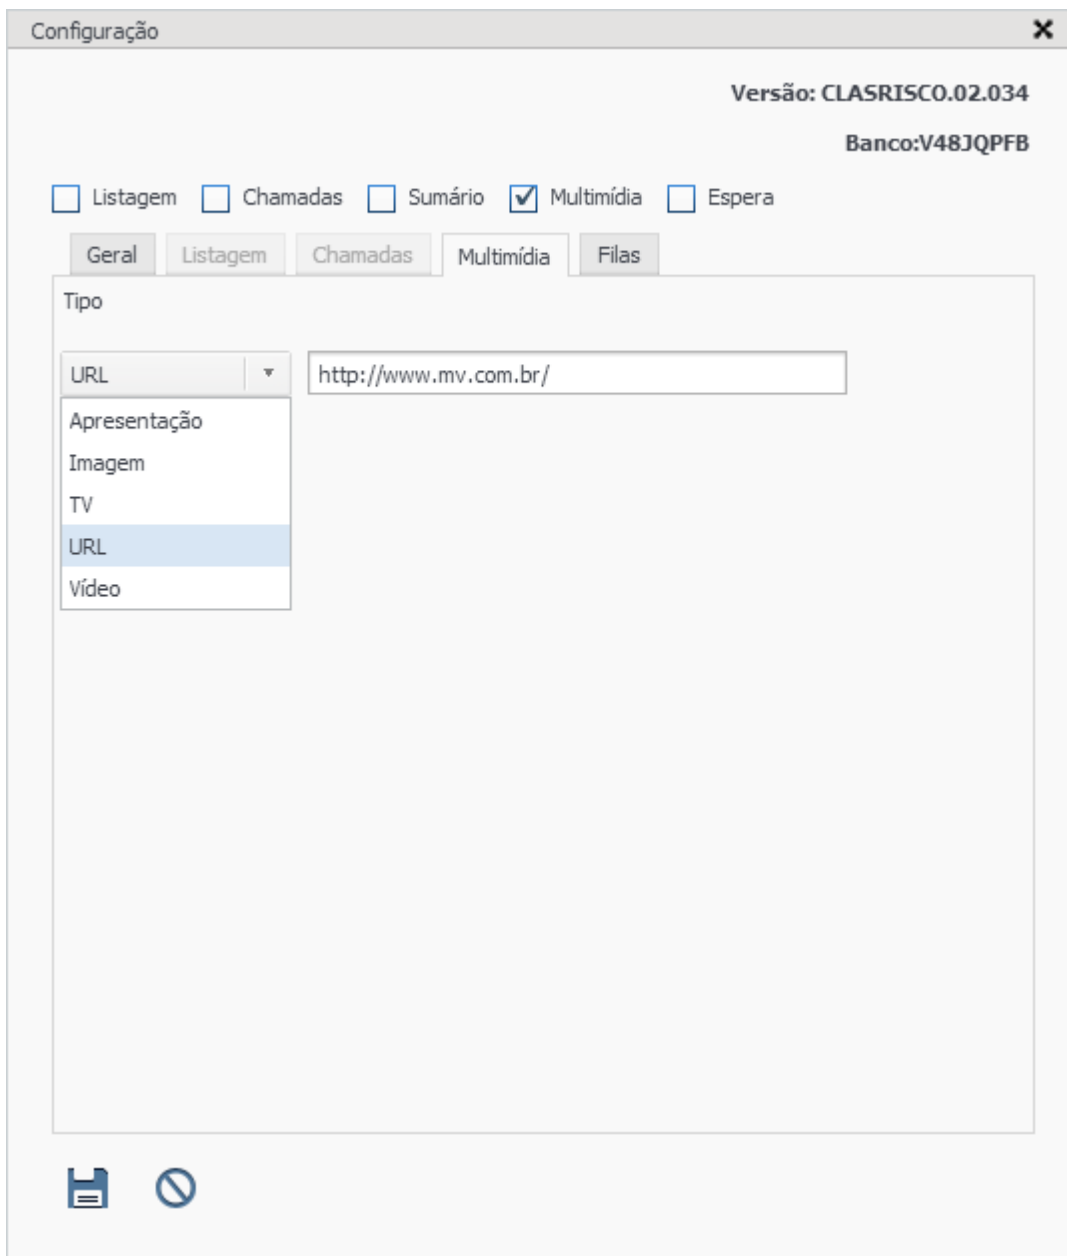 Configuração
Versão: CLASRISCO.02.034
Banco:V48JQPFB
Listagem Chamadas Sumário Multimídia Espera
Geral Listagem Chamadas Multimídia Filas
Tipo
URL http://www.mv.com.br/
Apresentação
Imagem
TV
URL
Vídeo